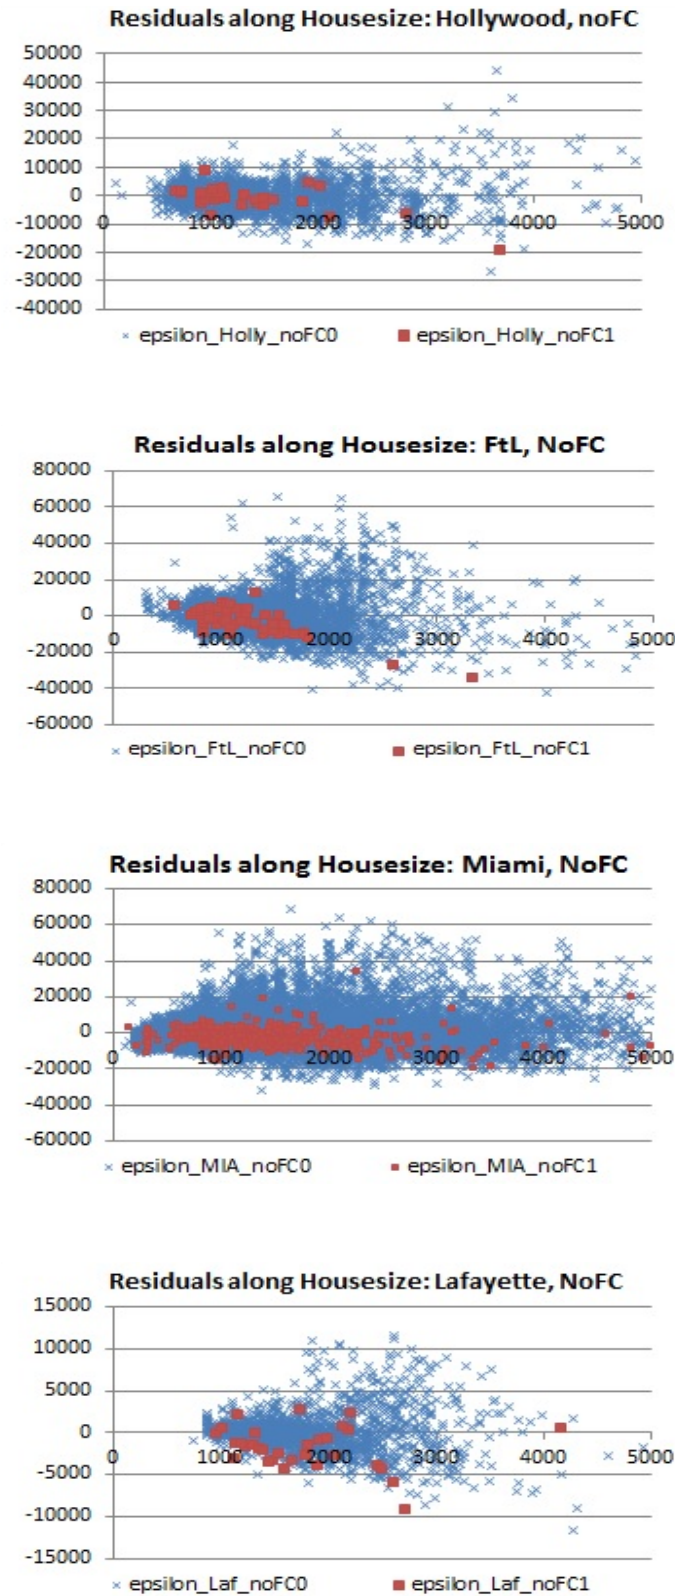 Residuals along Housesize: Hollywood, noFC
50000
40000
30000
20000
10000
0
-10000
-20000
-30000
-40000
0 1000 2000 3000 4000 5000
epsilon_Holly_noFC0 epsilon_Holly_noFC1
Residuals along Housesize: FtL, NoFC
80000
60000
40000
20000
0
-20000
-40000
-60000
0 1000 2000 3000 4000 5000
epsilon_FtL_noFC0 epsilon_FtL_noFC1
Residuals along Housesize: Miami, NoFC
80000
60000
40000
20000
0
-20000
-40000
-60000
0 1000 2000 3000 4000 5000
epsilon_MIA_noFC0 epsilon_MIA_noFC1
Residuals along Housesize: Lafayette, NoFC
15000
10000
5000
0
-5000
-10000
-15000
0 1000 2000 3000 4000 5000
epsilon_Laf_noFC0 epsilon_Laf_noFC1